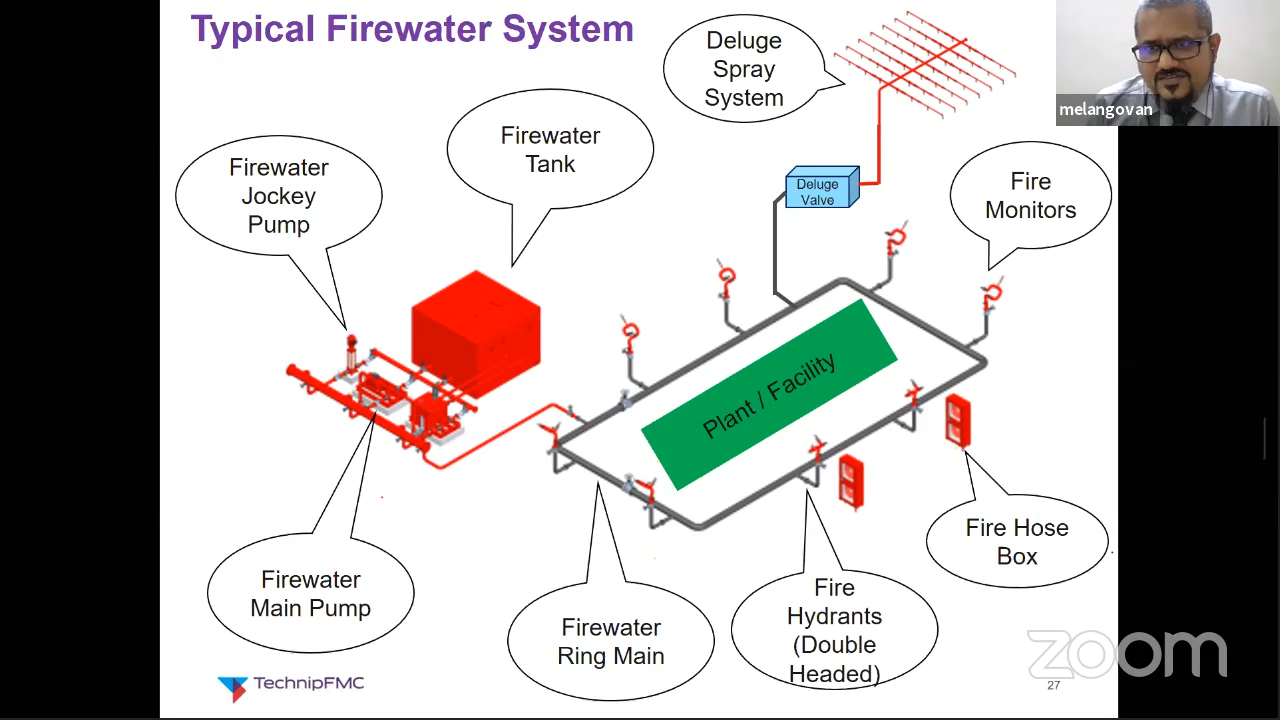 Typical Firewater System
Deluge
Spray
System
melangovan
Firewater
Tank
Firewater
Jockey
Pump
Deluge
Valve
Fire
Monitors
Plant / Facility
Fire Hose
Box
Firewater
Main Pump
Firewater
Ring Main
Fire
Hydrants
(Double
Headed)
zoom
TechnipFMC
27